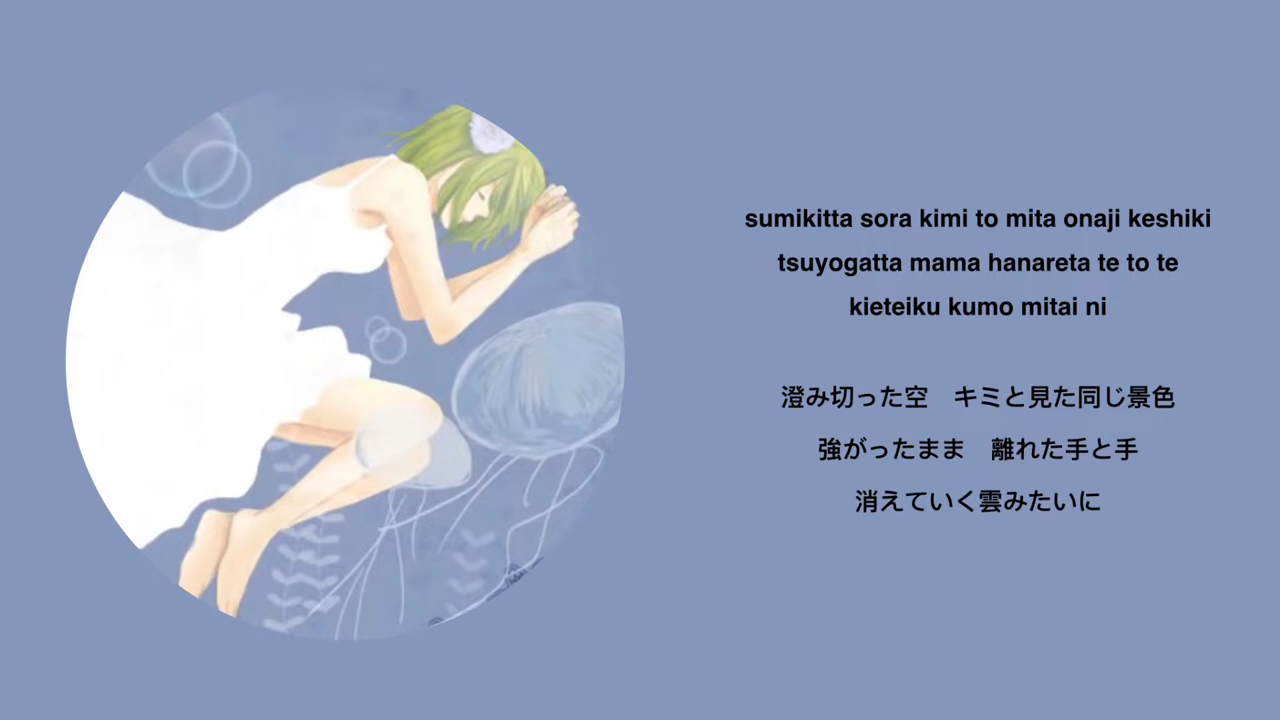 sumikitta sora kimi to mita onaji keshiki
tsuyogatta mama hanareta te to te
kieteiku kumo mitai ni
澄み切った空　キミと見た同じ景色
強がったまま　離れた手と手
消えていく雲みたいに